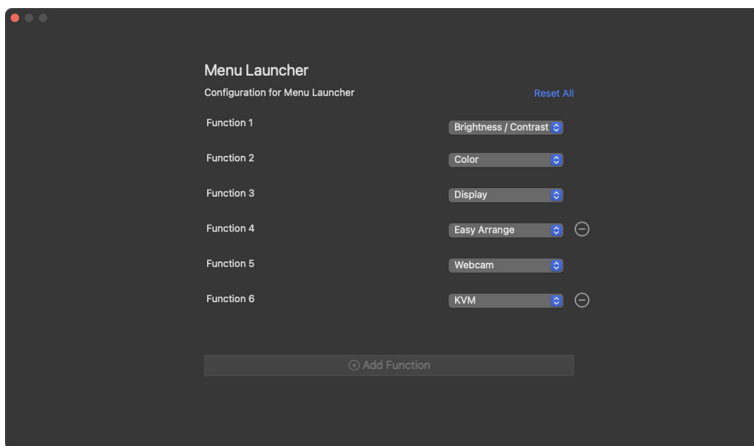 Menu Launcher
Configuration for Menu Launcher Reset All
Function 1 Brightness / Contrast
Function 2 Color
Function 3 Display
Function 4 Easy Arrange
Function 5 Webcam
Function 6 KVM
Add Function